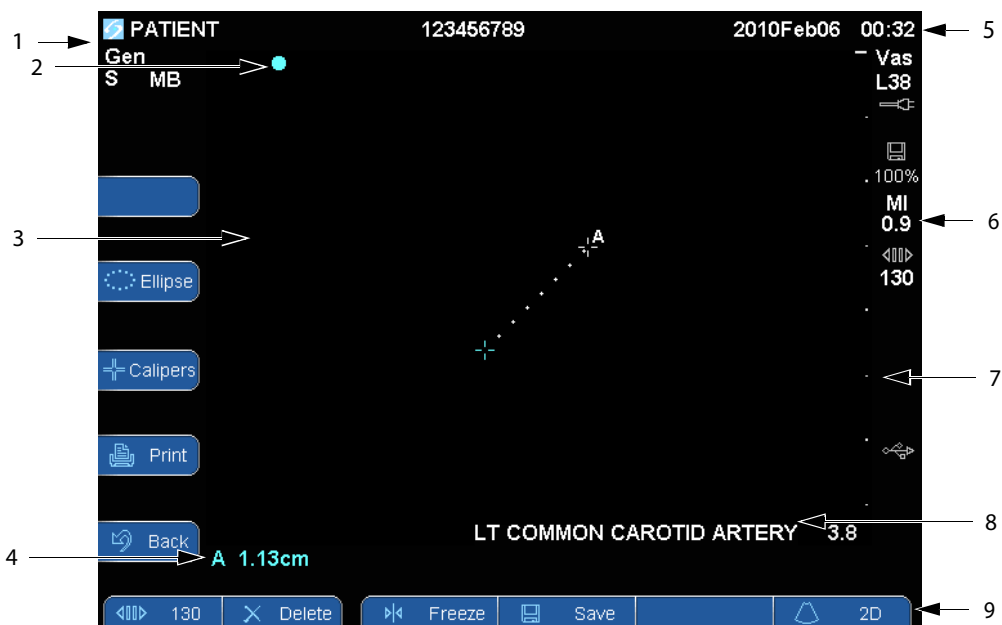 PATIENT 123456789 2010Feb06 00:32
1 5
Gen Vas
2
S MB L38
100%
MI
0.9 6
3 A
Ellipse 130
Calipers 7
Print
LT COMMON CAROTID ARTERY 3.8 8
Back
4 A 1.13cm
130 Delete Freeze Save 2D 9